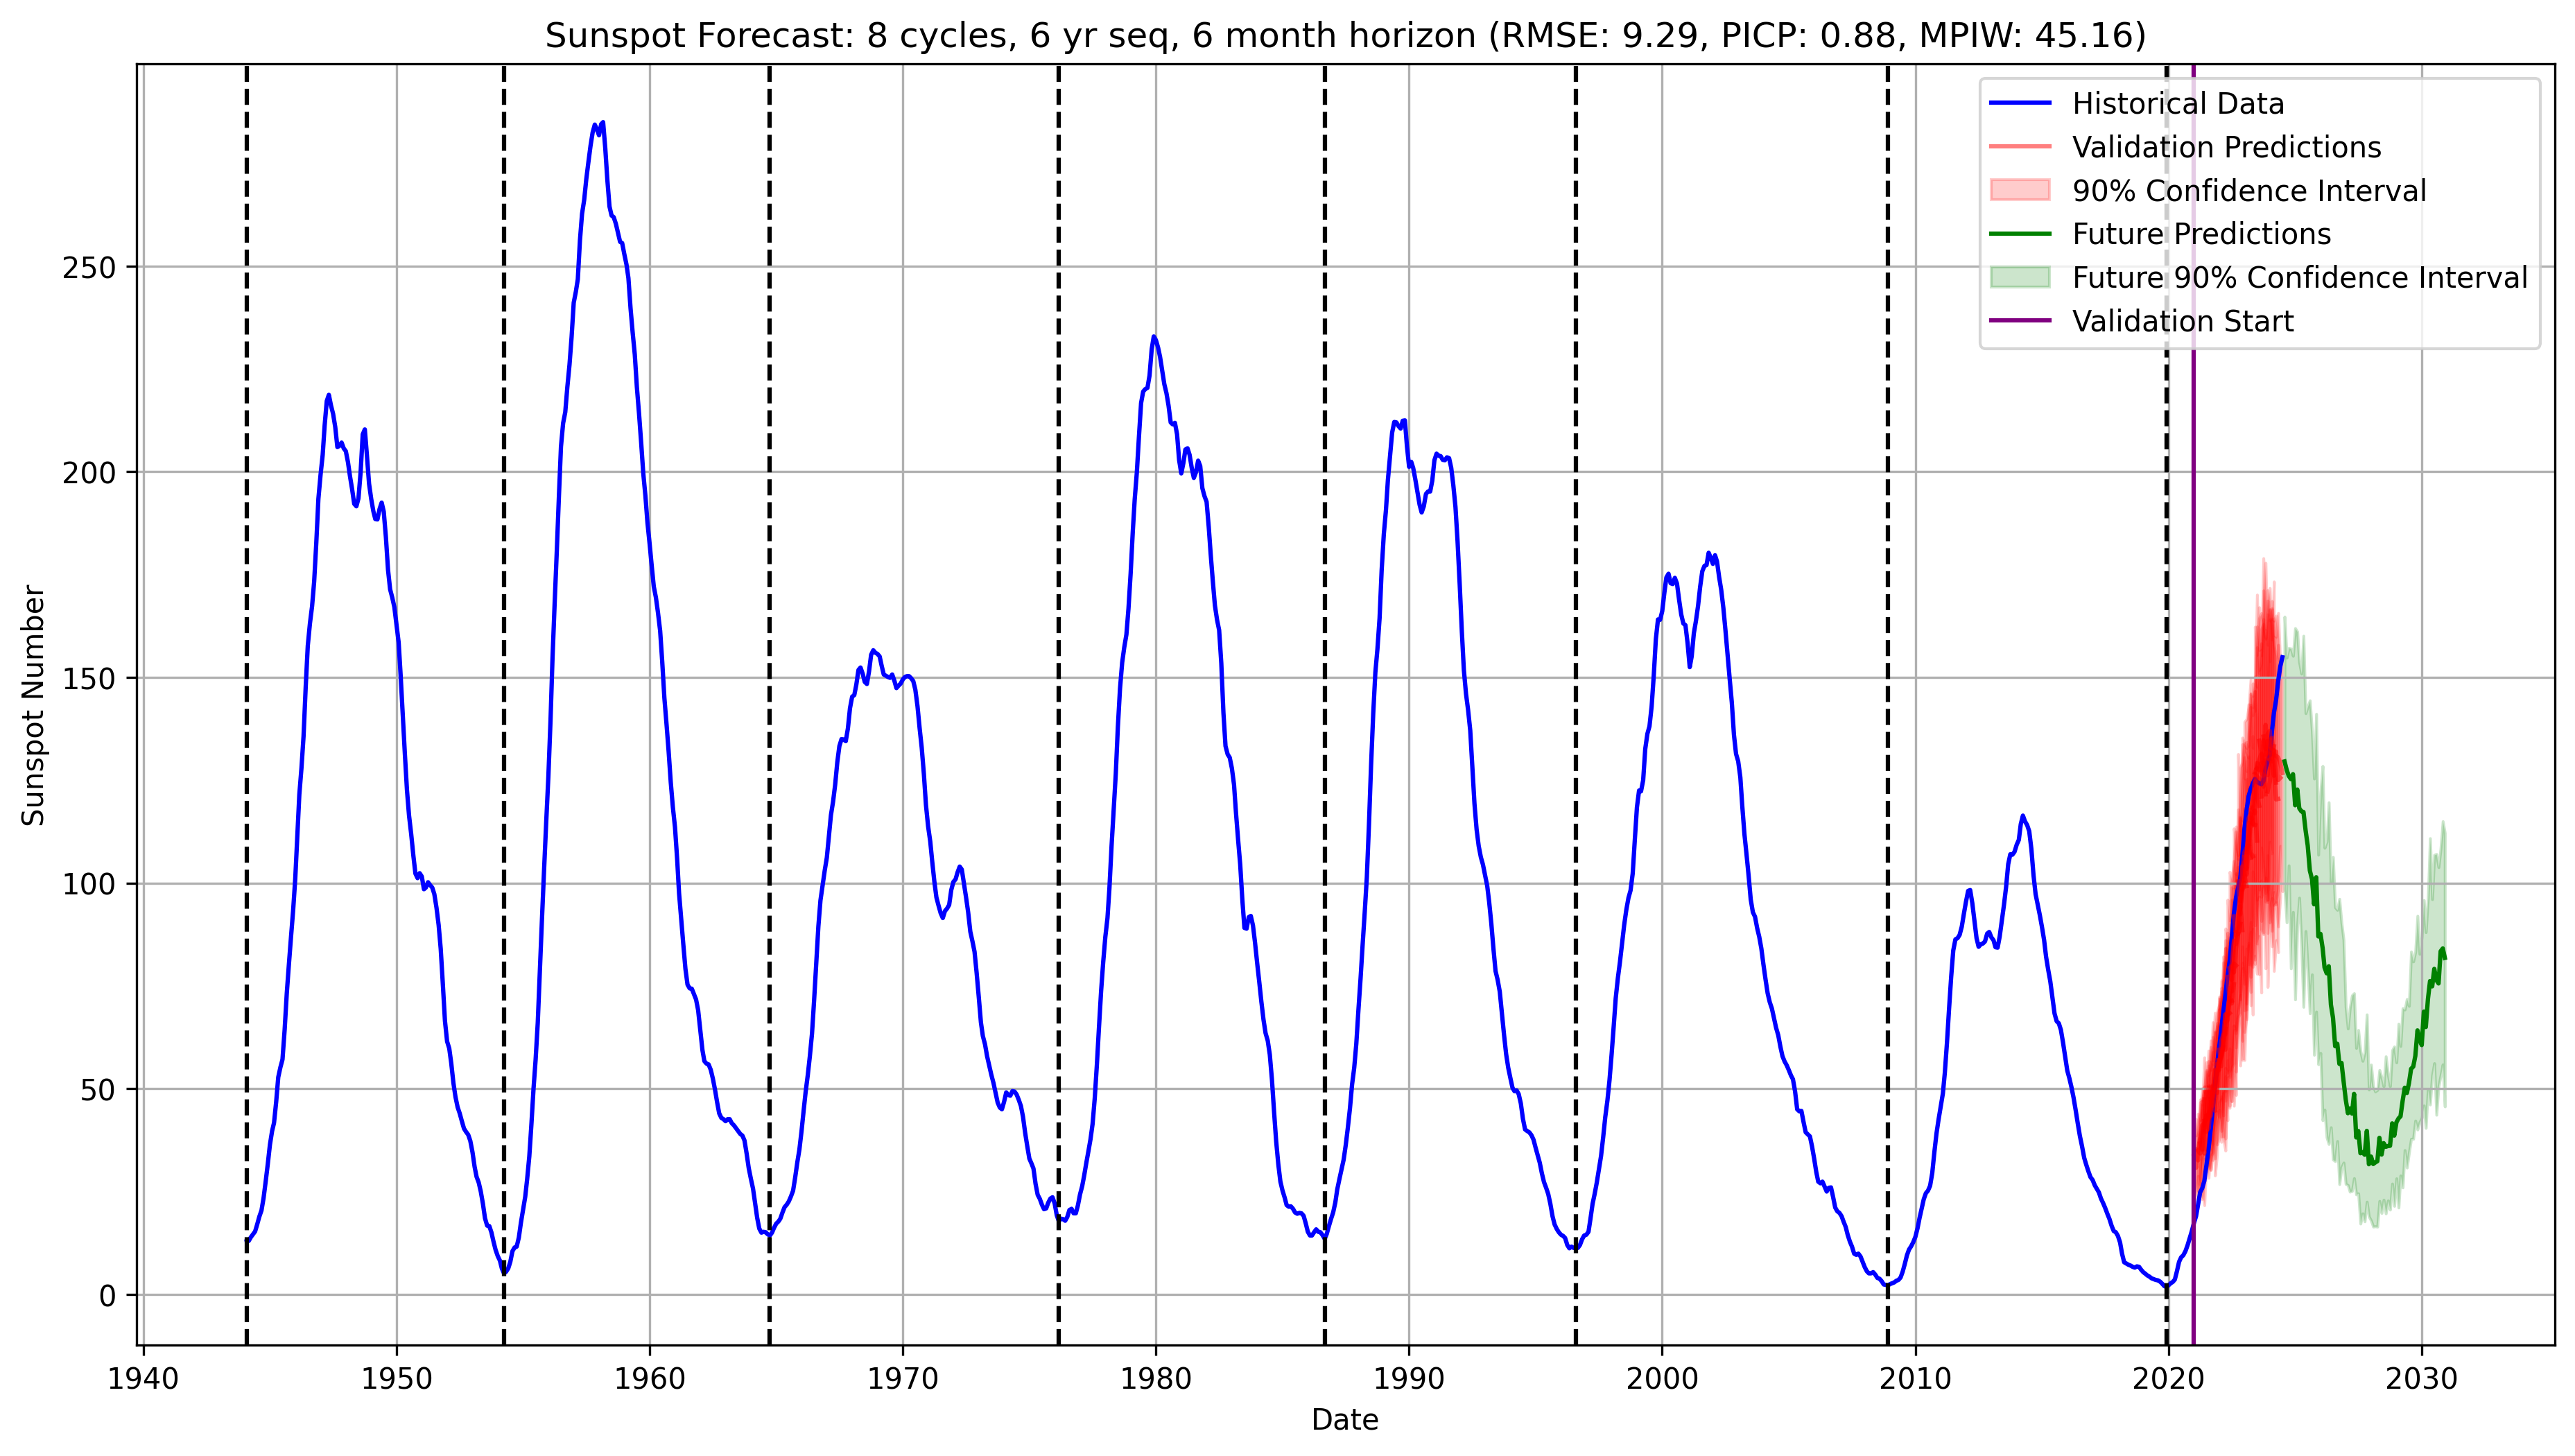 Sunspot Forecast: 8 cycles, 6 yr seq, 6 month horizon (RMSE: 9.29, PICP: 0.88, MPIW: 45.16)
Historical Data
Validation Predictions
90% Confidence Interval
Future Predictions
Future 90% Confidence Interval
Validation Start
Sunspot Number
250
200
150
100
50
0
1940 1950 1960 1970 1980 1990 2000 2010 2020 2030
Date